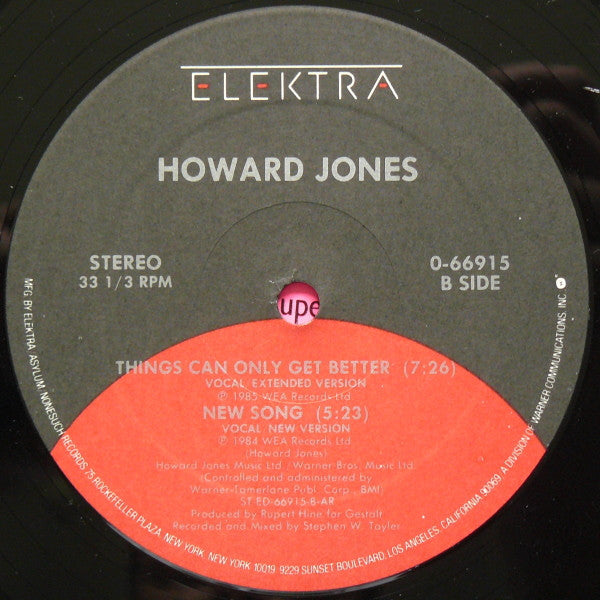 ELEKTRA
HOWARD JONES
STEREO
33 1/3 RPM
0-66915
B SIDE
upe
THINGS CAN ONLY GET BETTER (7:26)
VOCAL EXTENDED VERSION
℗ 1985 WEA Records Ltd
NEW SONG (5:23)
VOCAL NEW VERSION
℗ 1984 WEA Records Ltd
(Howard Jones)
Howard Jones Music Ltd / Warner Bros. Music Ltd.
(Controlled and administered by
Warner-Tamerlane Publ. Corp., BMI
ST ED-66915-B-AR
Produced by Rupert Hine for Gestalt
Recorded and Mixed by Stephen W. Tayler
MFG. BY ELEKTRA, ASYLUM, NONESUCH RECORDS 75 ROCKEFELLER PLAZA, NEW YORK, NEW YORK 10019-9229 SUNSET BOULEVARD, LOS ANGELES, CALIFORNIA 90069. A DIVISION OF WARNER COMMUNICATIONS, INC.